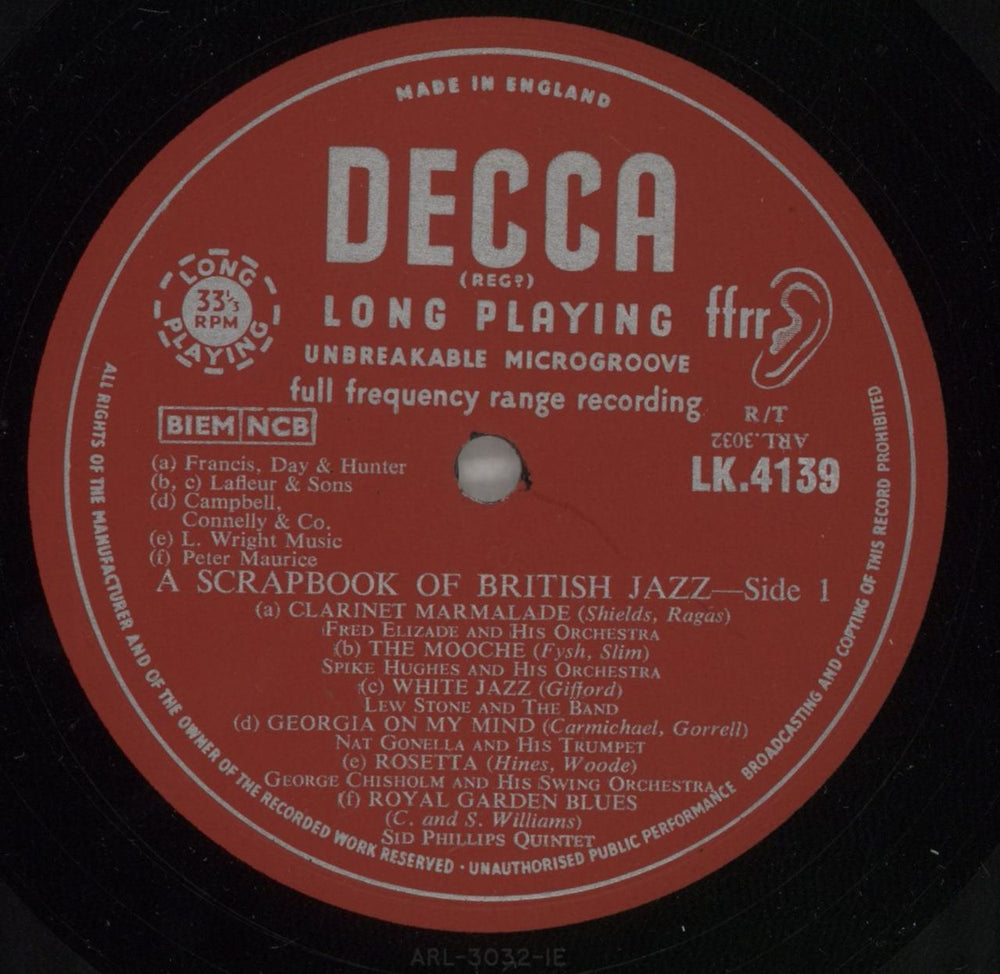 MADE IN ENGLAND
DECCA
(REGD)
LONG PLAYING
UNBREAKABLE MICROGROOVE
full frequency range recording
LONG
33⅓
RPM
PLAYING
ffrr
R/T
ARL.3032
LK.4139
BIEM NCB
(a) Francis, Day & Hunter
(b, c) Lafleur & Sons
(d) Campbell,
Connelly & Co.
(e) L. Wright Music
(f) Peter Maurice
A SCRAPBOOK OF BRITISH JAZZ—Side 1
(a) CLARINET MARMALADE (Shields, Ragas)
FRED ELIZADE AND HIS ORCHESTRA
(b) THE MOOCHE (Fysh, Slim)
SPIKE HUGHES AND HIS ORCHESTRA
(c) WHITE JAZZ (Gifford)
LEW STONE AND THE BAND
(d) GEORGIA ON MY MIND (Carmichael, Gorrell)
NAT GONELLA AND HIS TRUMPET
(e) ROSETTA (Hines, Woode)
GEORGE CHISHOLM AND HIS SWING ORCHESTRA
(f) ROYAL GARDEN BLUES
(C. and S. Williams)
SID PHILLIPS QUINTET
ALL RIGHTS OF THE MANUFACTURER AND OF THE OWNER OF THE RECORDED WORK RESERVED · UNAUTHORISED PUBLIC PERFORMANCE BROADCASTING AND COPYING OF THIS RECORD PROHIBITED
ARL-3032-1E